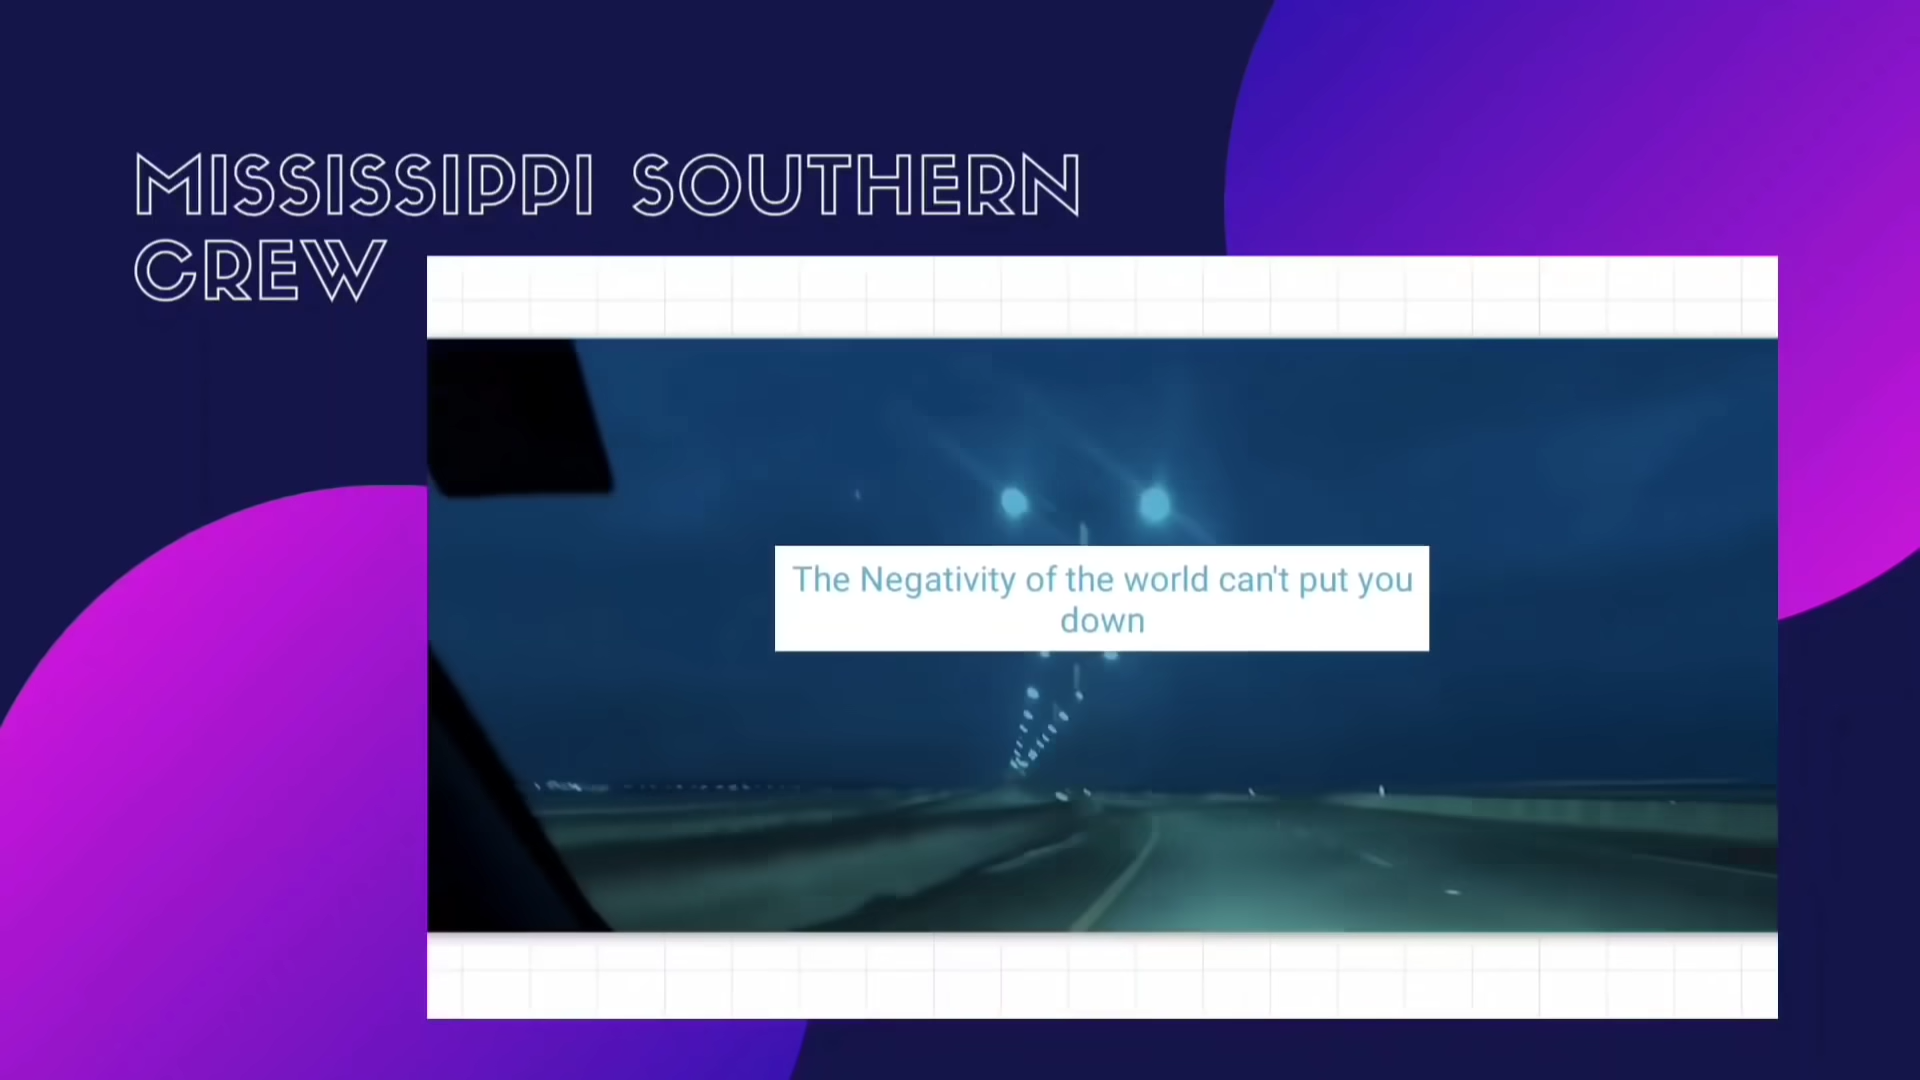 MISSISSIPPI SOUTHERN
CREW
The Negativity of the world can't put you
down